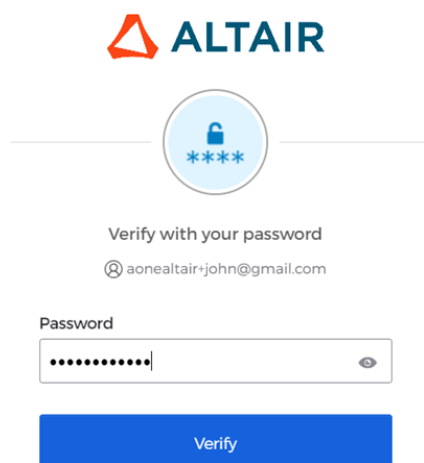 ALTAIR
****
Verify with your password
aonealtair+john@gmail.com
Password
••••••••••••
Verify